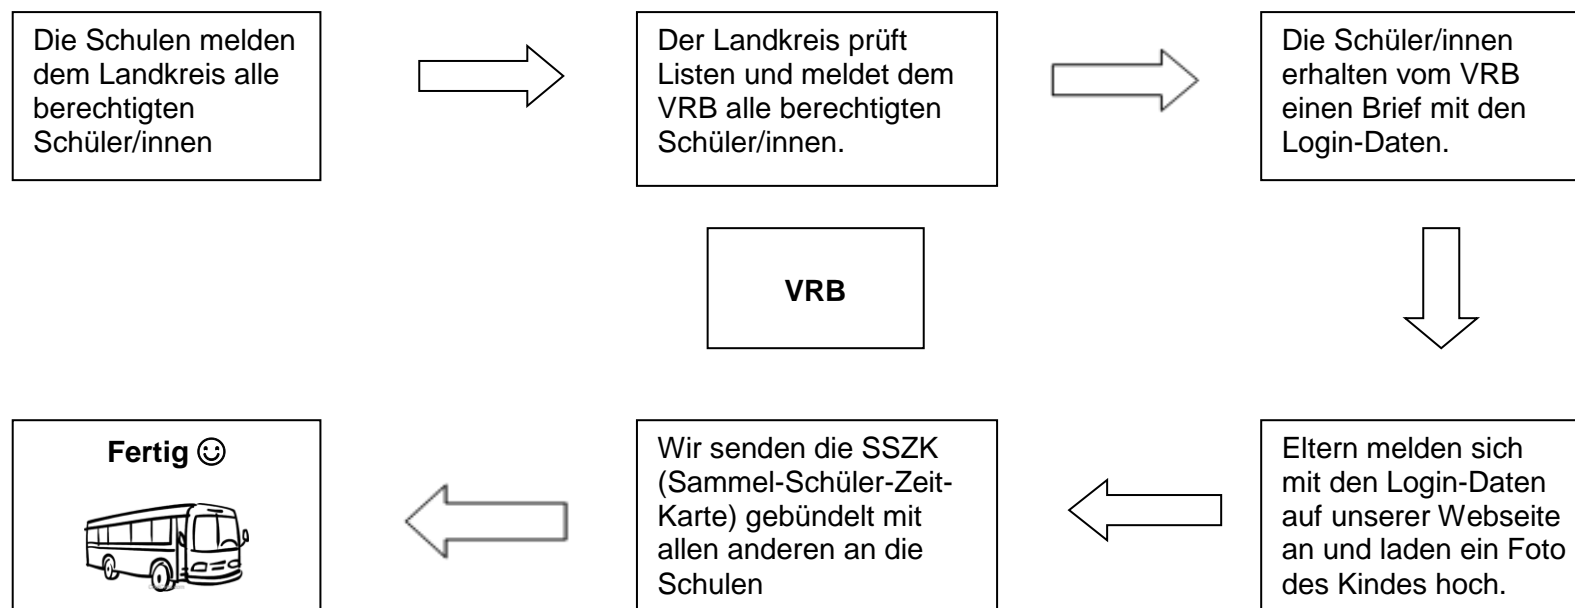 Die Schulen melden
dem Landkreis alle
berechtigten
Schüler/innen
Der Landkreis prüft
Listen und meldet dem
VRB alle berechtigten
Schüler/innen.
Die Schüler/innen
erhalten vom VRB
einen Brief mit den
Login-Daten.
VRB
Eltern melden sich
mit den Login-Daten
auf unserer Webseite
an und laden ein Foto
des Kindes hoch.
Wir senden die SSZK
(Sammel-Schüler-Zeit-
Karte) gebündelt mit
allen anderen an die
Schulen
Fertig ☺